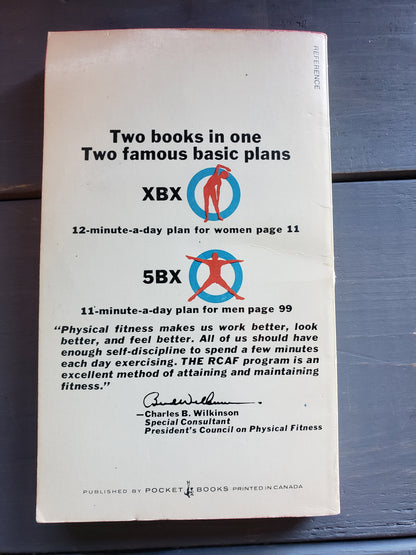 REFERENCE
Two books in one
Two famous basic plans
XBX
12-minute-a-day plan for women page 11
5BX
11-minute-a-day plan for men page 99
“Physical fitness makes us work better, look
better, and feel better. All of us should have
enough self-discipline to spend a few minutes
each day exercising. THE RCAF program is an
excellent method of attaining and maintaining
fitness.”
Bud Wilkinson
—Charles B. Wilkinson
Special Consultant
President's Council on Physical Fitness
PUBLISHED BY POCKET BOOKS PRINTED IN CANADA